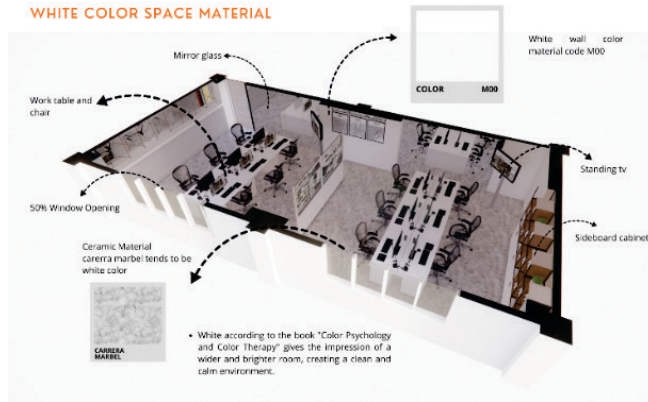 WHITE COLOR SPACE MATERIAL
Mirror glass
White wall color
material code M00
COLOR M00
Work table and
chair
Standing tv
50% Window Opening
Sideboard cabinet
Ceramic Material
carerra marbel tends to be
white color
CARRERA
MARBEL
• White according to the book "Color Psychology
and Color Therapy" gives the impression of a
wider and brighter room, creating a clean and
calm environment.